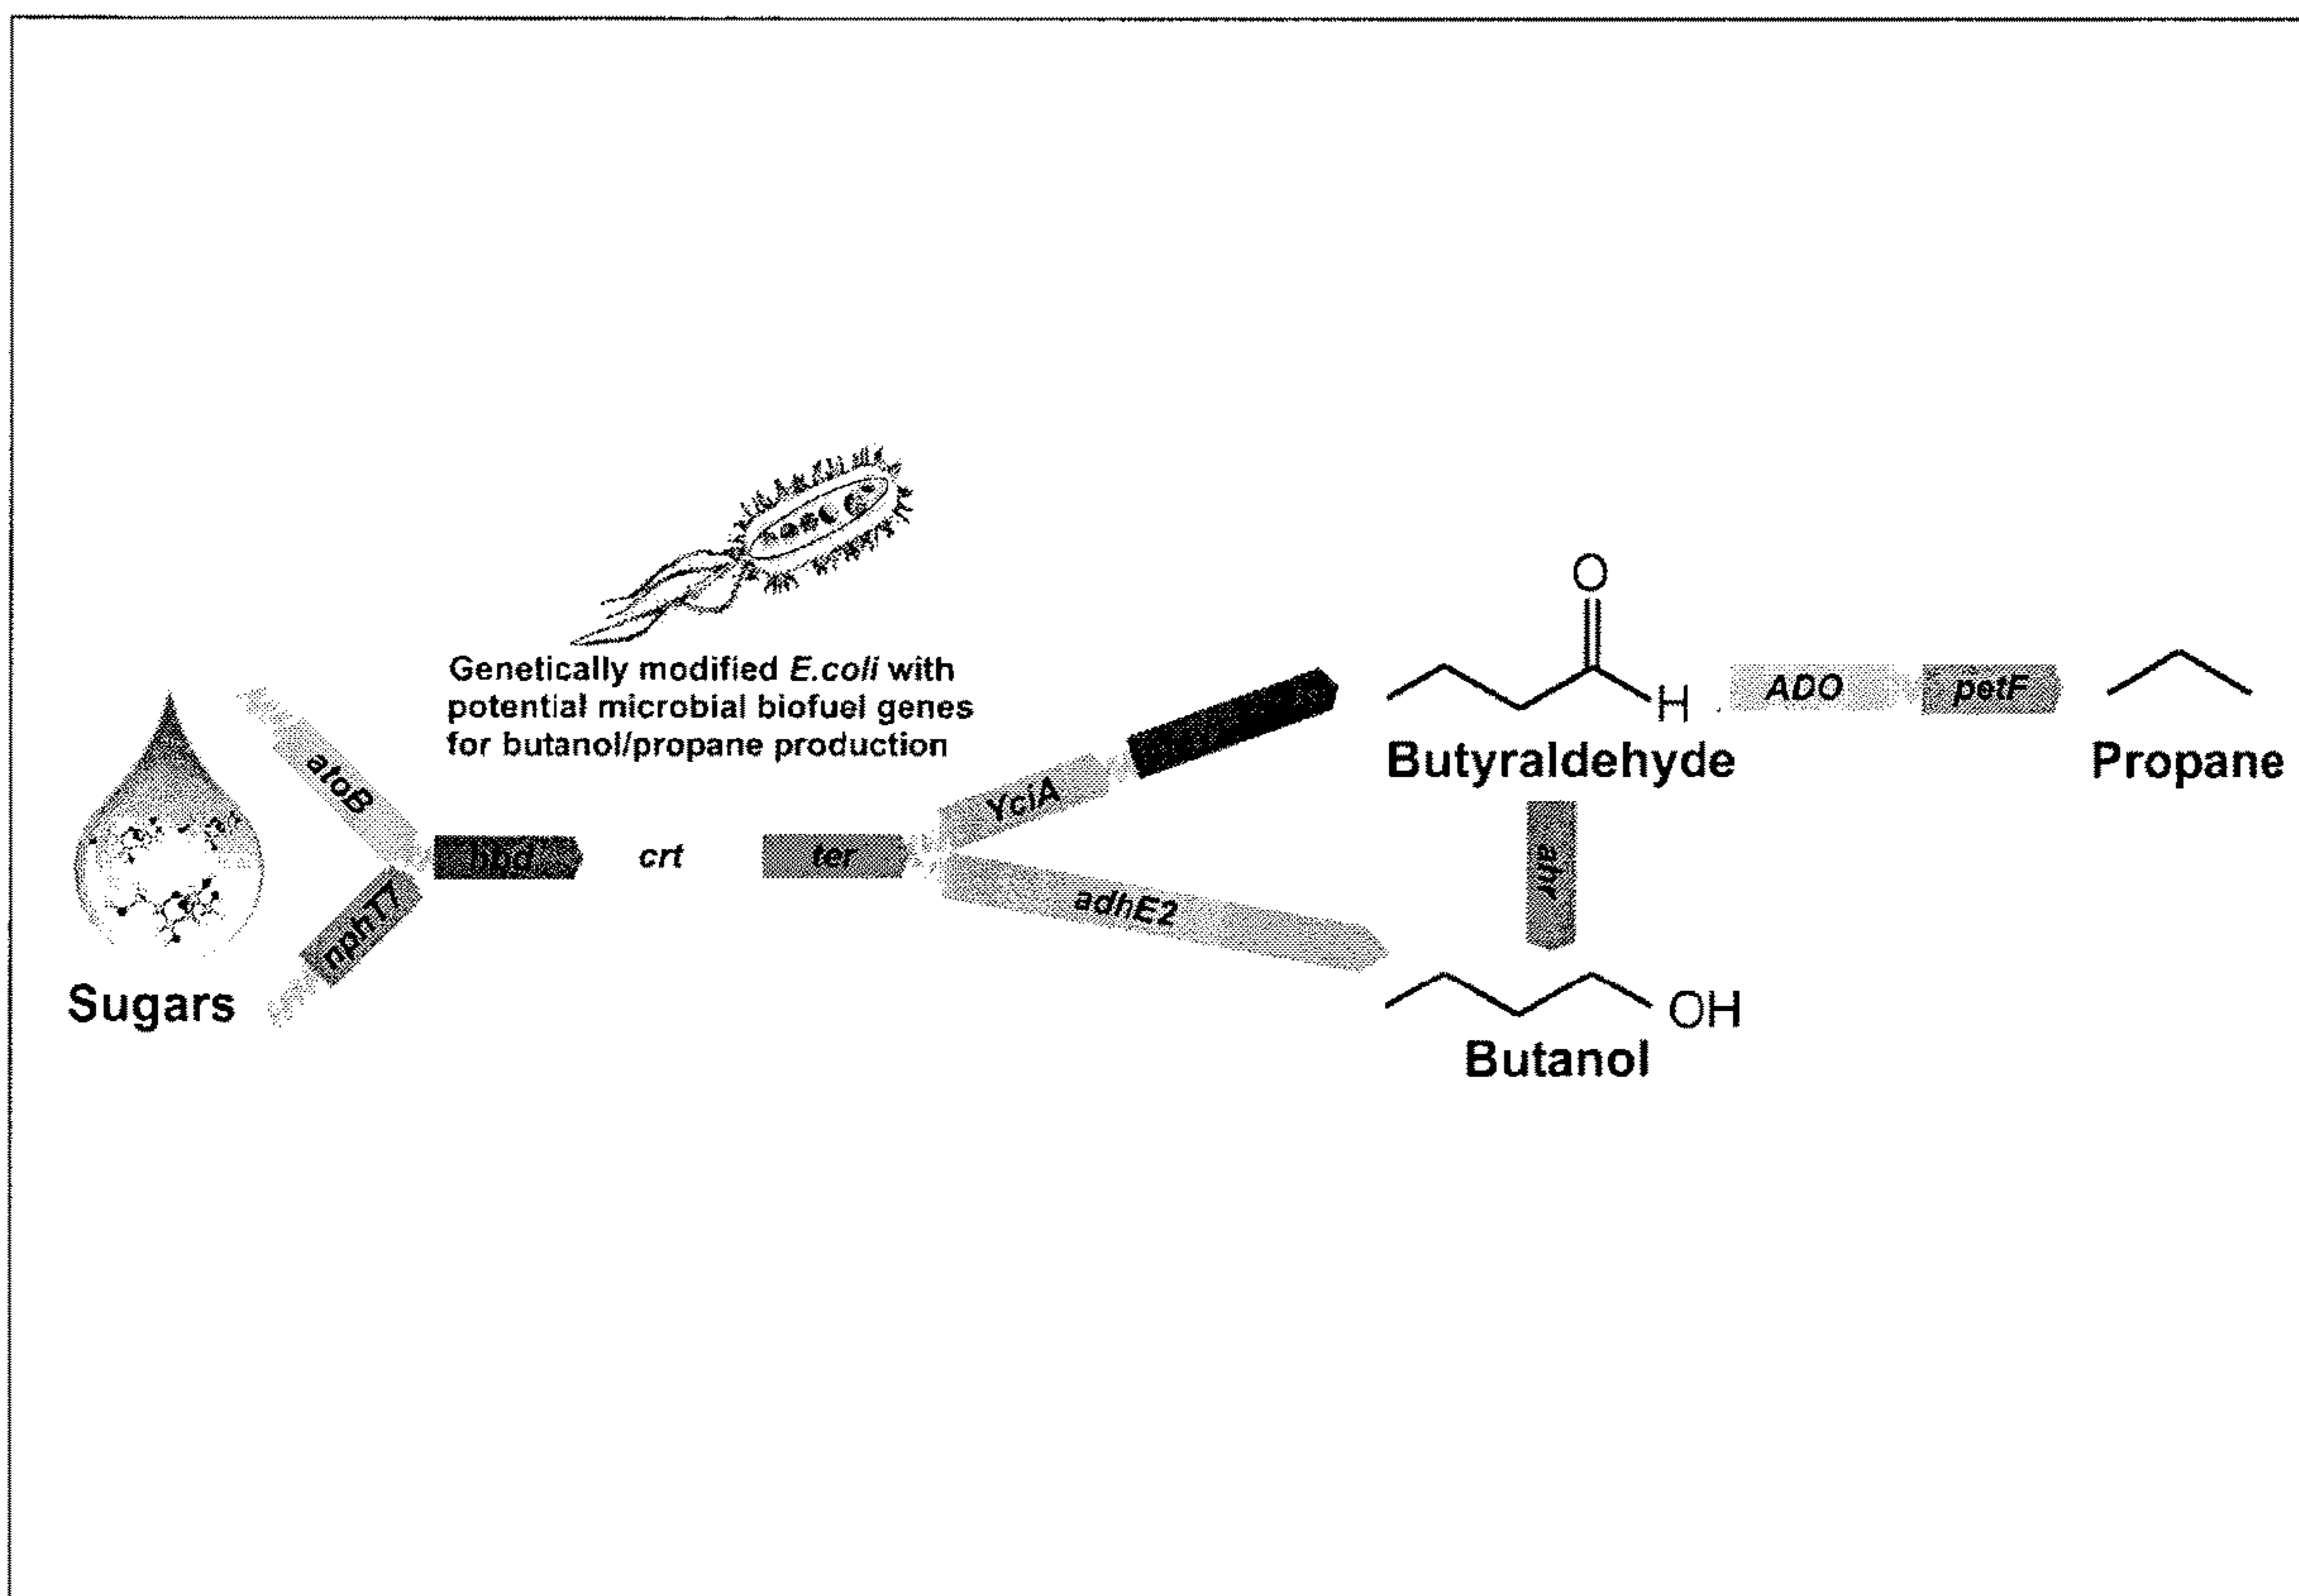 O
Genetically modified E.coli with
potential microbial biofuel genes
for butanol/propane production
H
ADO
petF
atoB
Butyraldehyde
Propane
YciA
hbd
crt
ter
ahr
nphT7
adhE2
Sugars
OH
Butanol